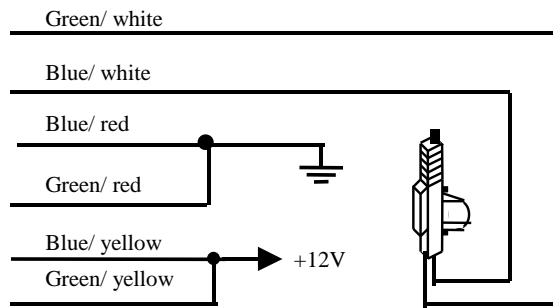 Green/ white
Blue/ white
Blue/ red
Green/ red
Blue/ yellow
+12V
Green/ yellow